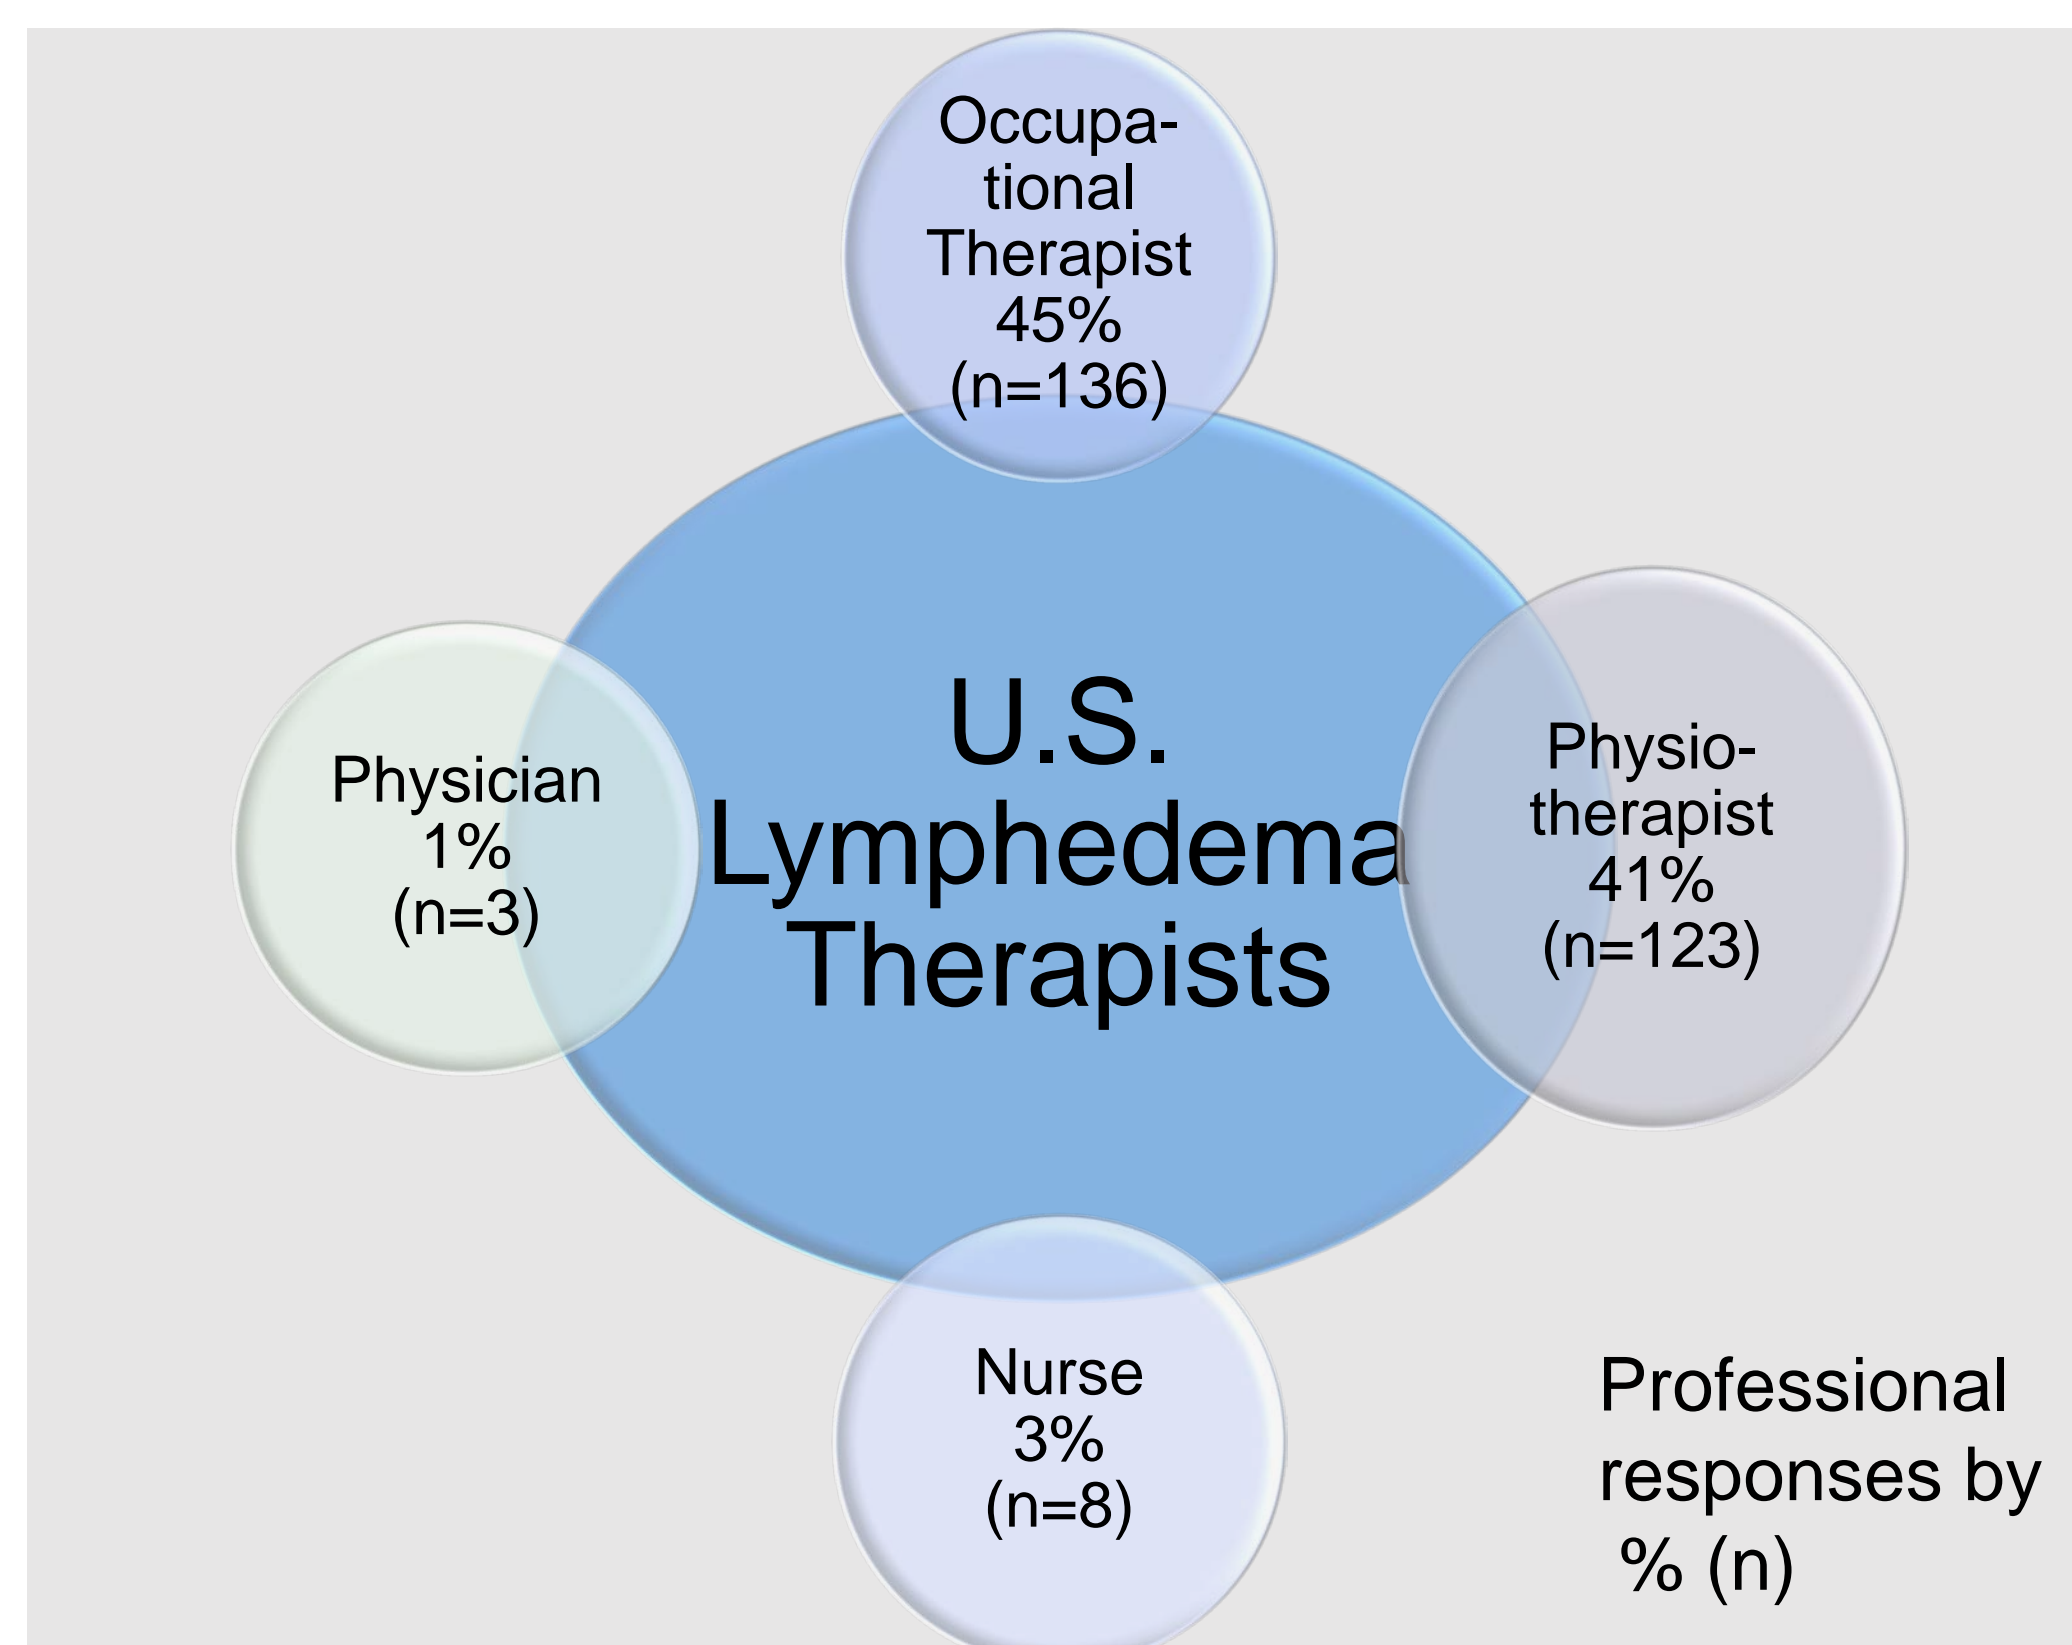 Occupa-
tional
Therapist
45%
(n=136)
U.S.
Lymphedema
Therapists
Physio-
therapist
41%
(n=123)
Physician
1%
(n=3)
Nurse
3%
(n=8)
Professional
responses by
% (n)